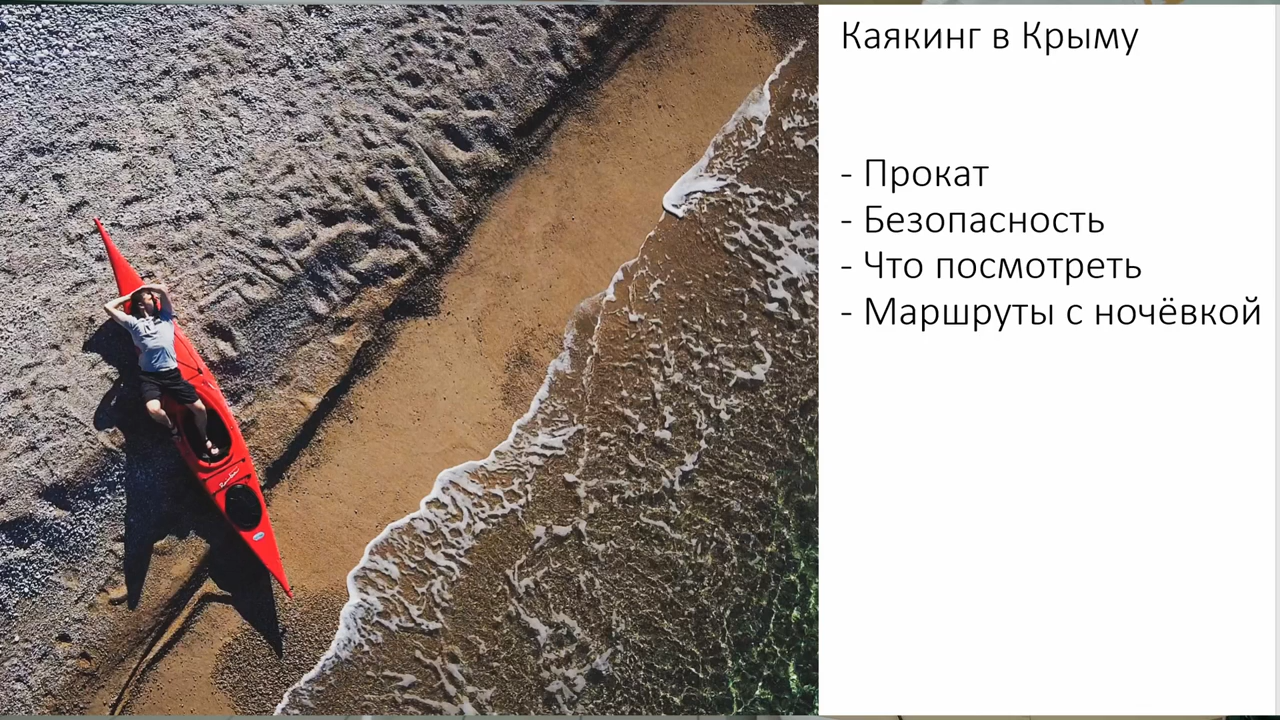 Каякинг в Крыму
- Прокат
- Безопасность
- Что посмотреть
- Маршруты с ночёвкой